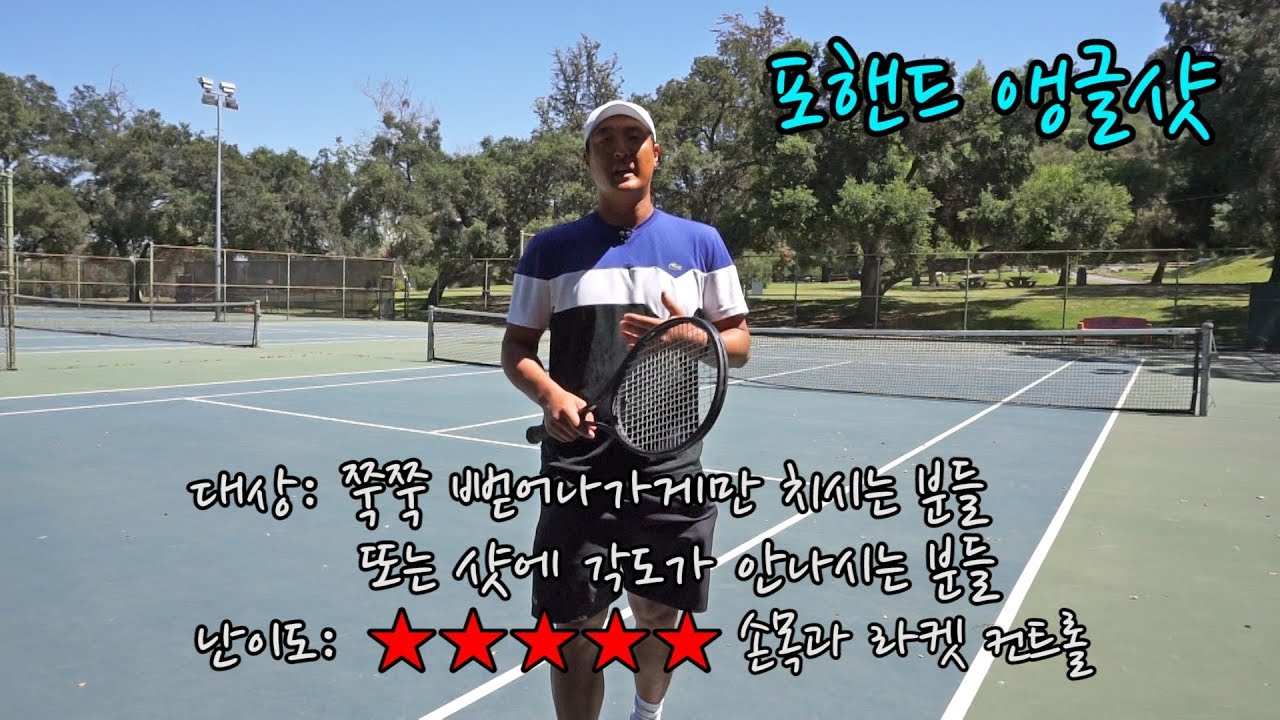 포핸드 앵글샷
대상: 쭉쭉 뻗어나가게만 치시는 분들
또는 샷에 각도가 안나시는 분들
난이도: ★★★★★ 손목과 라켓 컨트롤